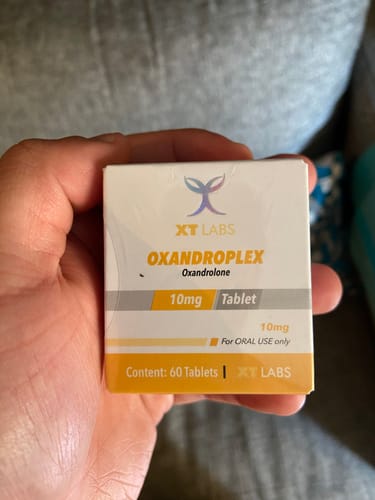 XT LABS
OXANDROPLEX
Oxandrolone
10mg Tablet
10mg
For ORAL USE only
Content: 60 Tablets | XT LABS